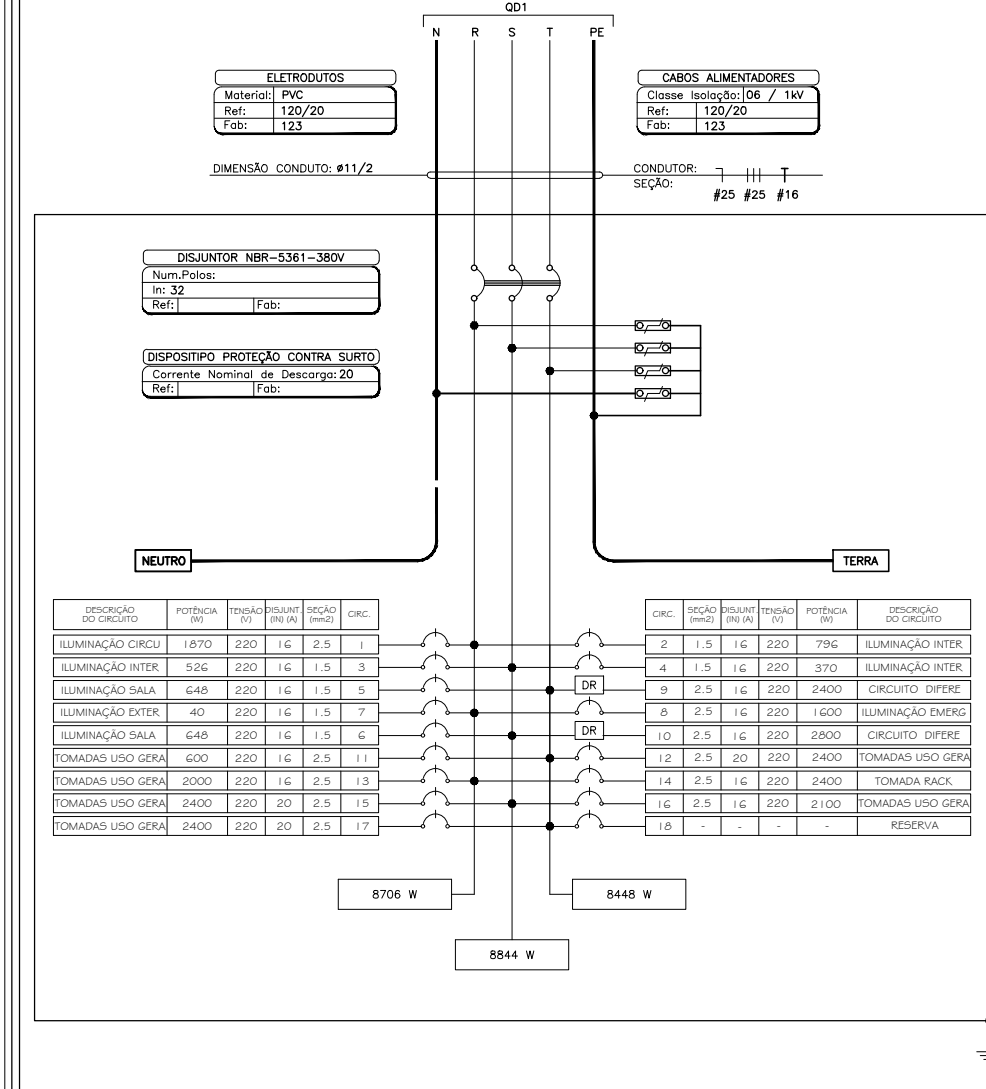 QD1
N R S T PE
ELETRODUTOS
Material: PVC
Ref: 120/20
Fab: 123
CABOS ALIMENTADORES
Classe Isolação: 06 / 1kV
Ref: 120/20
Fab: 123
DIMENSÃO CONDUTO: ø11/2
CONDUTOR:
SEÇÃO:
#25 #25 #16
DISJUNTOR NBR-5361-380V
Num.Polos:
In: 32
Ref: Fab:
DISPOSITIPO PROTEÇÃO CONTRA SURTO
Corrente Nominal de Descarga: 20
Ref: Fab:
NEUTRO
TERRA
DESCRIÇÃO DO CIRCUITO POTÊNCIA (W) TENSÃO (V) DISJUNT. (IN) (A) SEÇÃO (mm2) CIRC.
ILUMINAÇÃO CIRCU 1870 220 16 2.5 1
ILUMINAÇÃO INTER 526 220 16 1.5 3
ILUMINAÇÃO SALA 648 220 16 1.5 5
ILUMINAÇÃO EXTER 40 220 16 1.5 7
ILUMINAÇÃO SALA 648 220 16 1.5 6
TOMADAS USO GERA 600 220 16 2.5 11
TOMADAS USO GERA 2000 220 16 2.5 13
TOMADAS USO GERA 2400 220 20 2.5 15
TOMADAS USO GERA 2400 220 20 2.5 17
CIRC. SEÇÃO (mm2) DISJUNT. (IN) (A) TENSÃO (V) POTÊNCIA (W) DESCRIÇÃO DO CIRCUITO
2 1.5 16 220 796 ILUMINAÇÃO INTER
4 1.5 16 220 370 ILUMINAÇÃO INTER
DR 9 2.5 16 220 2400 CIRCUITO DIFERE
8 2.5 16 220 1600 ILUMINAÇÃO EMERG
DR 10 2.5 16 220 2800 CIRCUITO DIFERE
12 2.5 20 220 2400 TOMADAS USO GERA
14 2.5 16 220 2400 TOMADA RACK
16 2.5 16 220 2100 TOMADAS USO GERA
18 - - - - RESERVA
8706 W
8448 W
8844 W